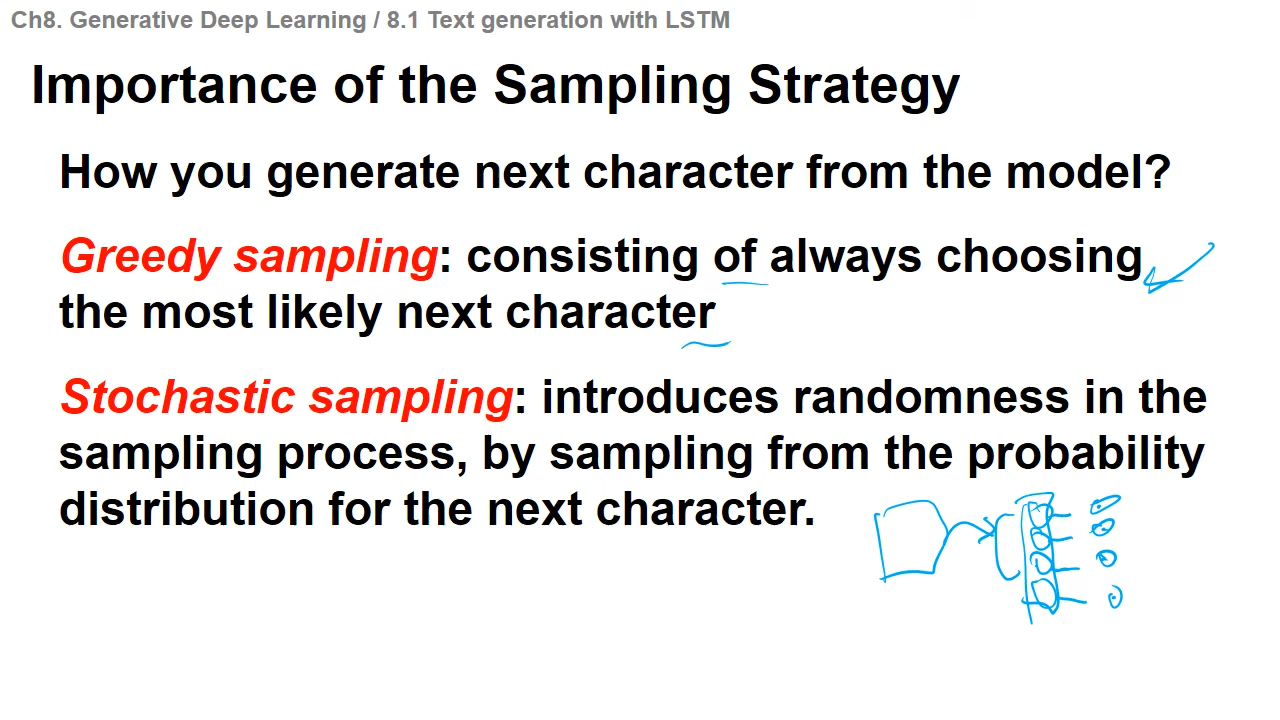 Ch8. Generative Deep Learning / 8.1 Text generation with LSTM
Importance of the Sampling Strategy
How you generate next character from the model?
Greedy sampling: consisting of always choosing
the most likely next character
Stochastic sampling: introduces randomness in the
sampling process, by sampling from the probability
distribution for the next character.